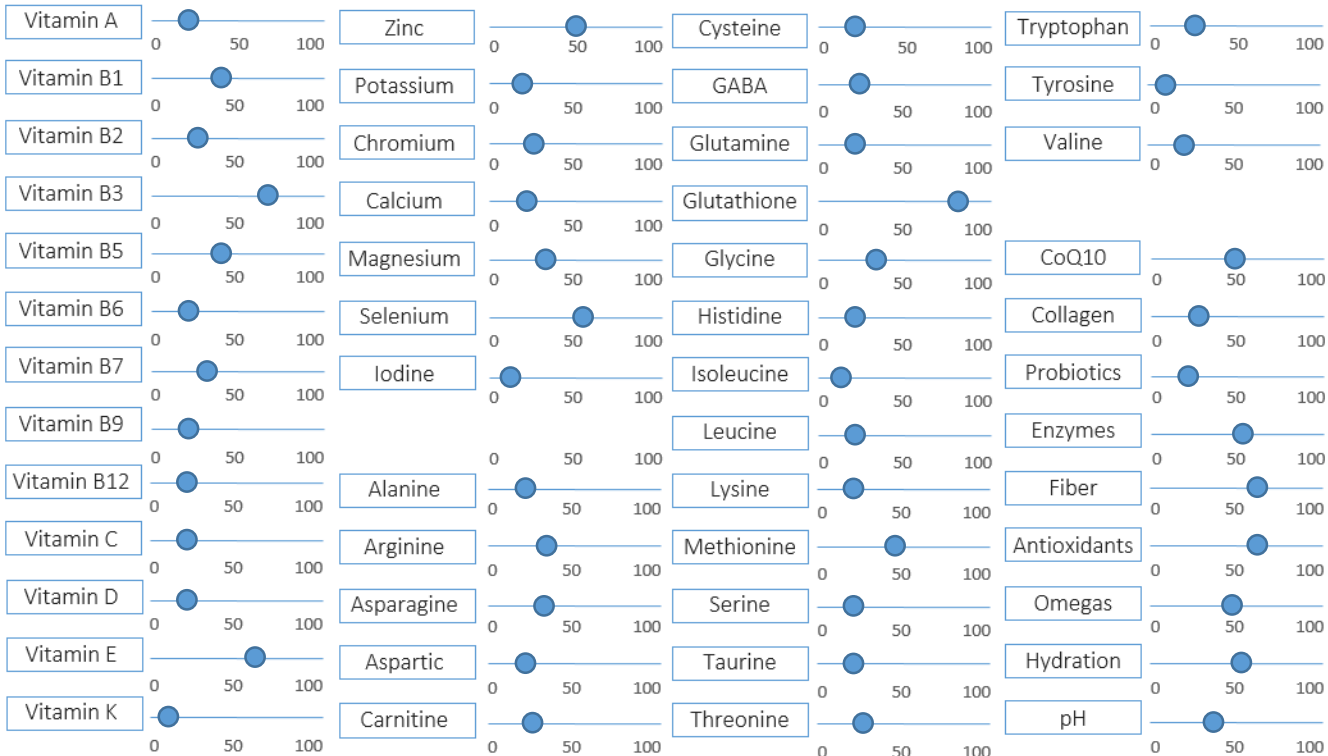 Vitamin A
0 50 100
Vitamin B1
0 50 100
Vitamin B2
0 50 100
Vitamin B3
0 50 100
Vitamin B5
0 50 100
Vitamin B6
0 50 100
Vitamin B7
0 50 100
Vitamin B9
0 50 100
Vitamin B12
0 50 100
Vitamin C
0 50 100
Vitamin D
0 50 100
Vitamin E
0 50 100
Vitamin K
0 50 100
Zinc
0 50 100
Potassium
0 50 100
Chromium
0 50 100
Calcium
0 50 100
Magnesium
0 50 100
Selenium
0 50 100
Iodine
0 50 100
0 50 100
Alanine
0 50 100
Arginine
0 50 100
Asparagine
0 50 100
Aspartic
0 50 100
Carnitine
0 50 100
Cysteine
0 50 100
GABA
0 50 100
Glutamine
0 50 100
Glutathione
0 50 100
Glycine
0 50 100
Histidine
0 50 100
Isoleucine
0 50 100
Leucine
0 50 100
Lysine
0 50 100
Methionine
0 50 100
Serine
0 50 100
Taurine
0 50 100
Threonine
0 50 100
Tryptophan
0 50 100
Tyrosine
0 50 100
Valine
0 50 100
CoQ10
0 50 100
Collagen
0 50 100
Probiotics
0 50 100
Enzymes
0 50 100
Fiber
0 50 100
Antioxidants
0 50 100
Omegas
0 50 100
Hydration
0 50 100
pH
0 50 100